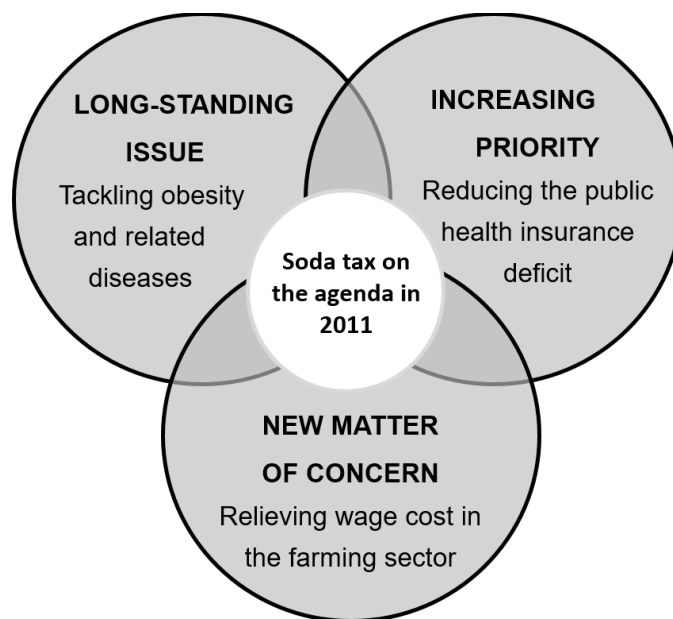 LONG-STANDING
ISSUE
Tackling obesity
and related
diseases
INCREASING
PRIORITY
Reducing the public
health insurance
deficit
Soda tax on
the agenda in
2011
NEW MATTER
OF CONCERN
Relieving wage cost in
the farming sector